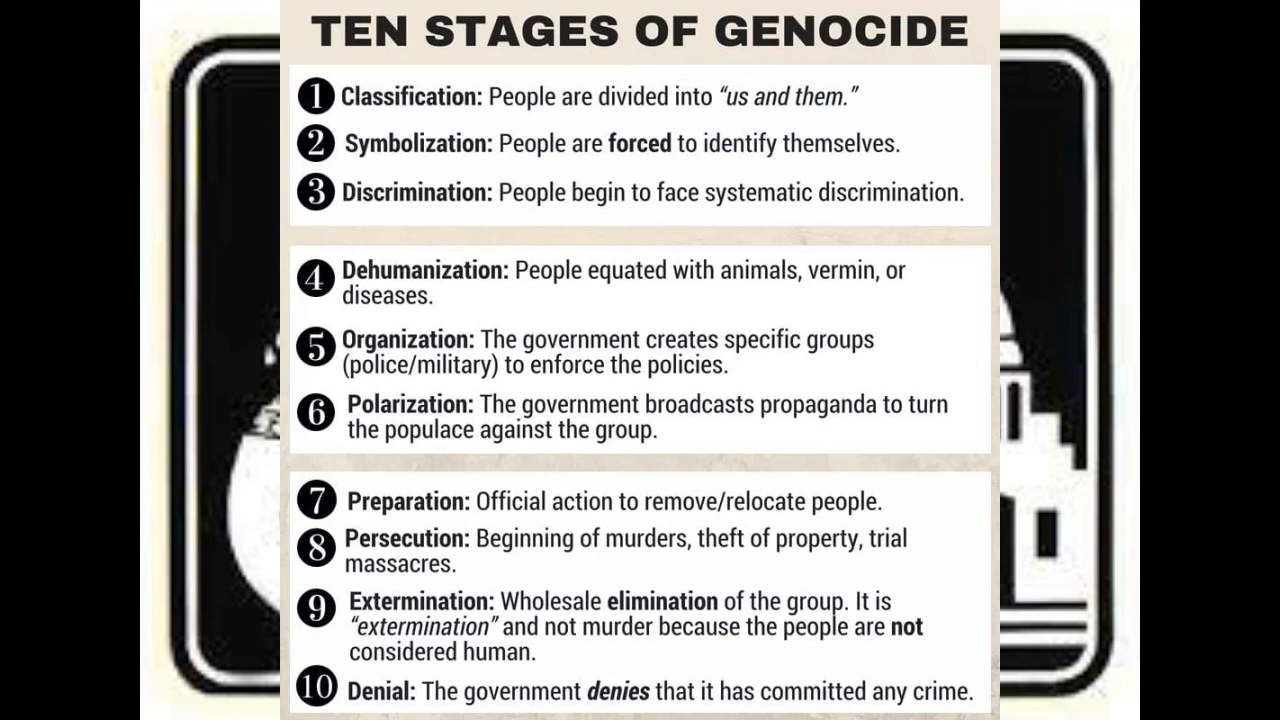 TEN STAGES OF GENOCIDE
1 Classification: People are divided into “us and them.”
2 Symbolization: People are forced to identify themselves.
3 Discrimination: People begin to face systematic discrimination.
4 Dehumanization: People equated with animals, vermin, or
diseases.
5 Organization: The government creates specific groups
(police/military) to enforce the policies.
6 Polarization: The government broadcasts propaganda to turn
the populace against the group.
7 Preparation: Official action to remove/relocate people.
8 Persecution: Beginning of murders, theft of property, trial
massacres.
9 Extermination: Wholesale elimination of the group. It is
“extermination” and not murder because the people are not
considered human.
10 Denial: The government denies that it has committed any crime.